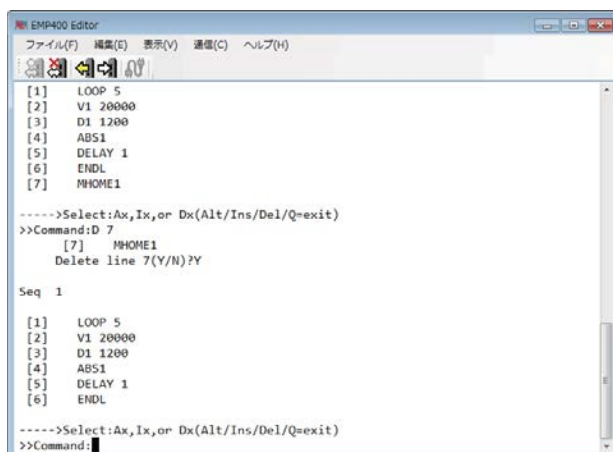 EMP400 Editor
ファイル(F) 編集(E) 表示(V) 通信(C) ヘルプ(H)
[1] LOOP 5
[2] V1 20000
[3] D1 1200
[4] ABS1
[5] DELAY 1
[6] ENDL
[7] MHOME1
----->Select:Ax,Ix,or Dx(Alt/Ins/Del/Q=exit)
>>Command:D 7
[7] MHOME1
Delete line 7(Y/N)?Y
Seq 1
[1] LOOP 5
[2] V1 20000
[3] D1 1200
[4] ABS1
[5] DELAY 1
[6] ENDL
----->Select:Ax,Ix,or Dx(Alt/Ins/Del/Q=exit)
>>Command: